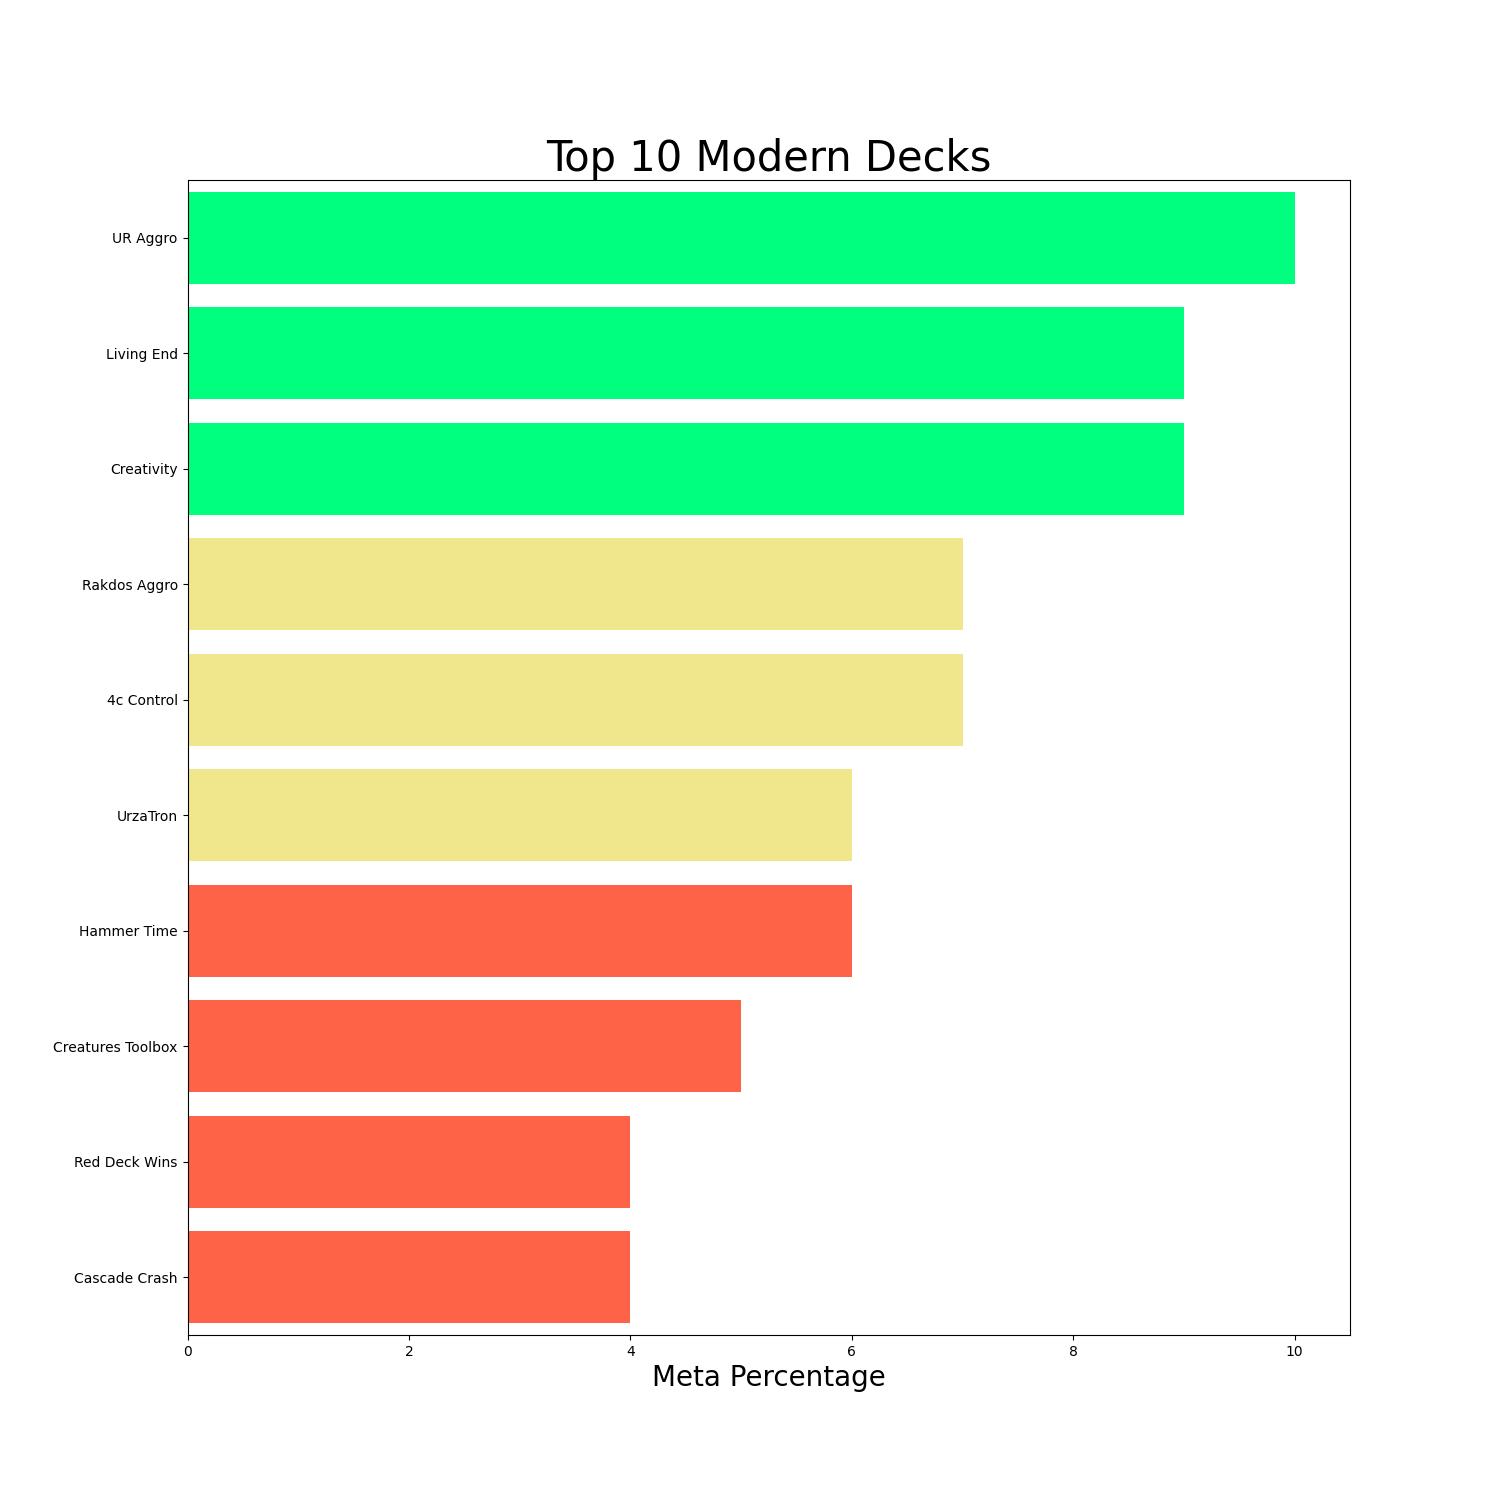 Top 10 Modern Decks
UR Aggro
Living End
Creativity
Rakdos Aggro
4c Control
UrzaTron
Hammer Time
Creatures Toolbox
Red Deck Wins
Cascade Crash
0 2 4 6 8 10
Meta Percentage